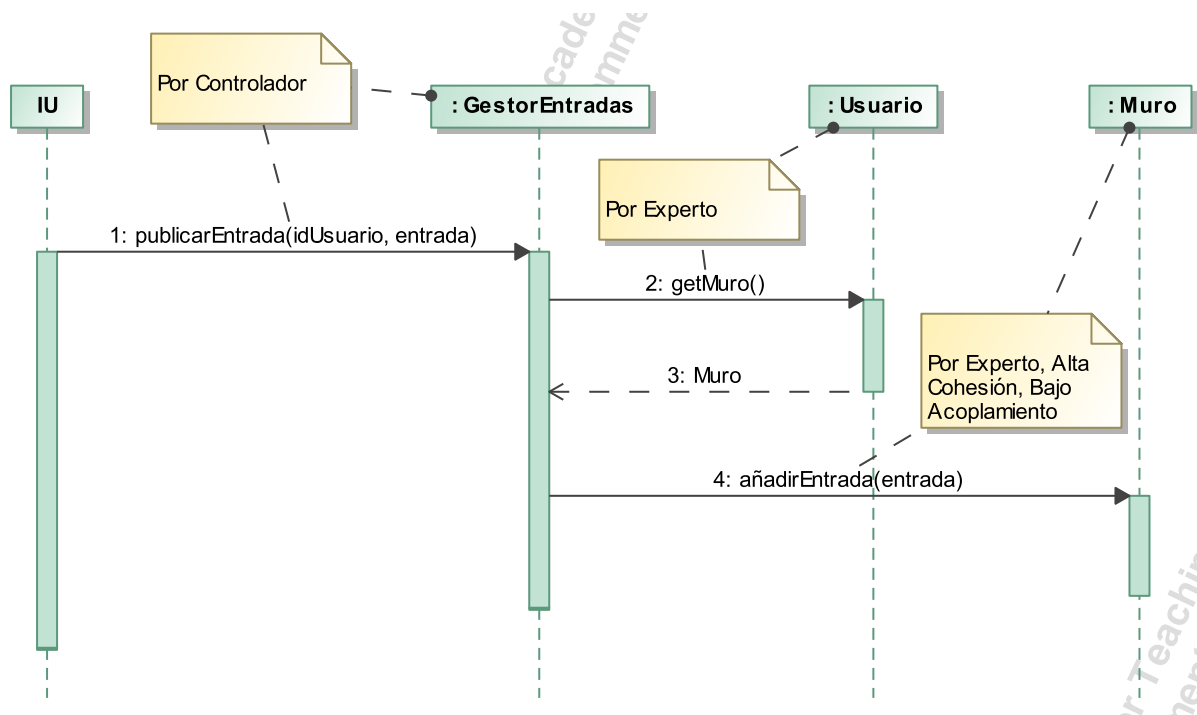 Por Controlador
IU
: GestorEntradas
: Usuario
: Muro
Por Experto
1: publicarEntrada(idUsuario, entrada)
2: getMuro()
Por Experto, Alta
Cohesión, Bajo
Acoplamiento
3: Muro
4: añadirEntrada(entrada)